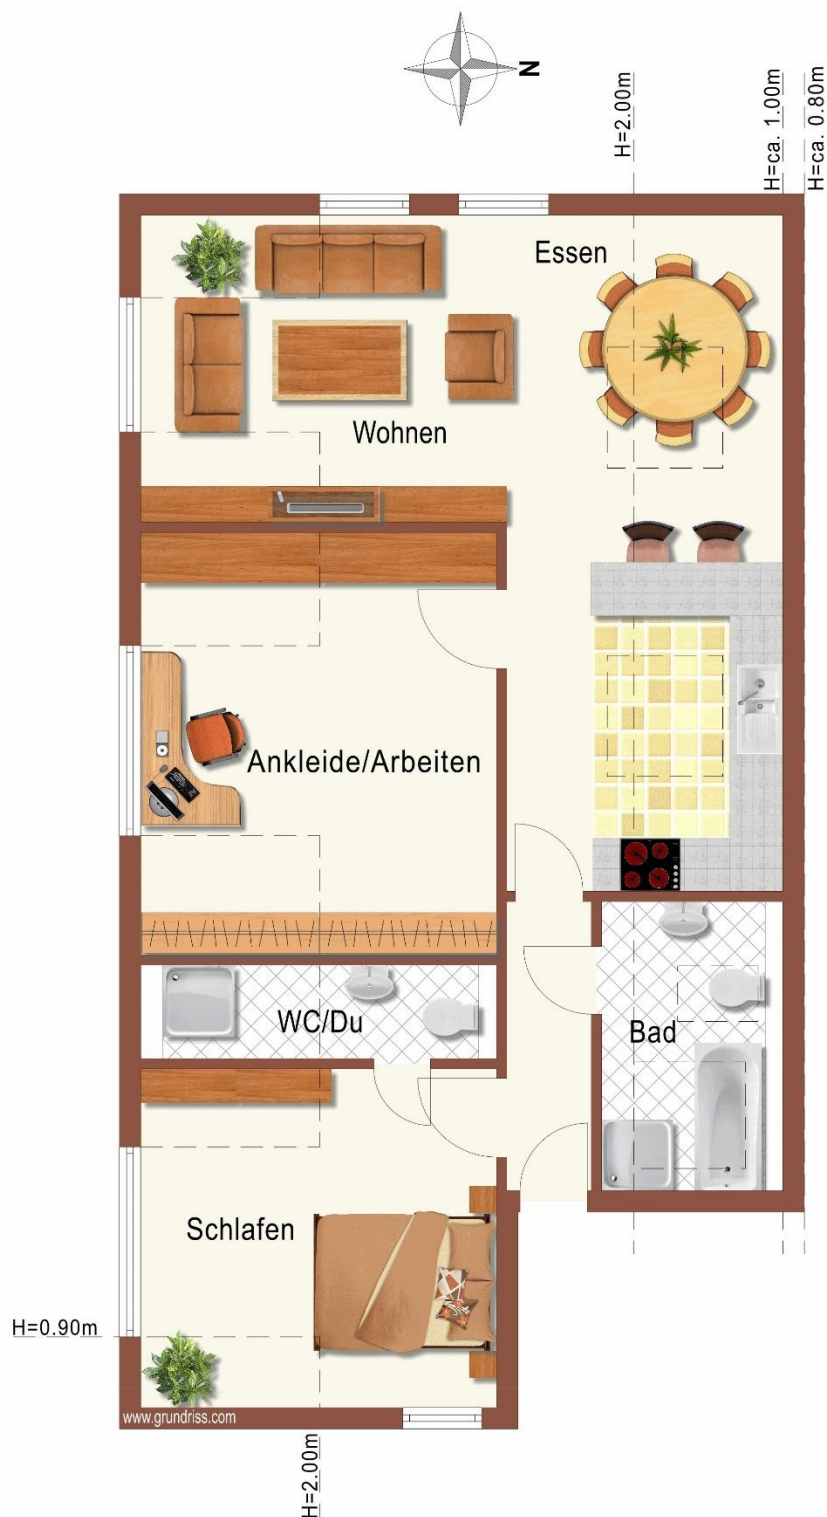 N
H=2.00m
H=ca. 1.00m
H=ca. 0.80m
Essen
Wohnen
Ankleide/Arbeiten
WC/Du
Bad
Schlafen
H=0.90m
www.grundriss.com
H=2.00m